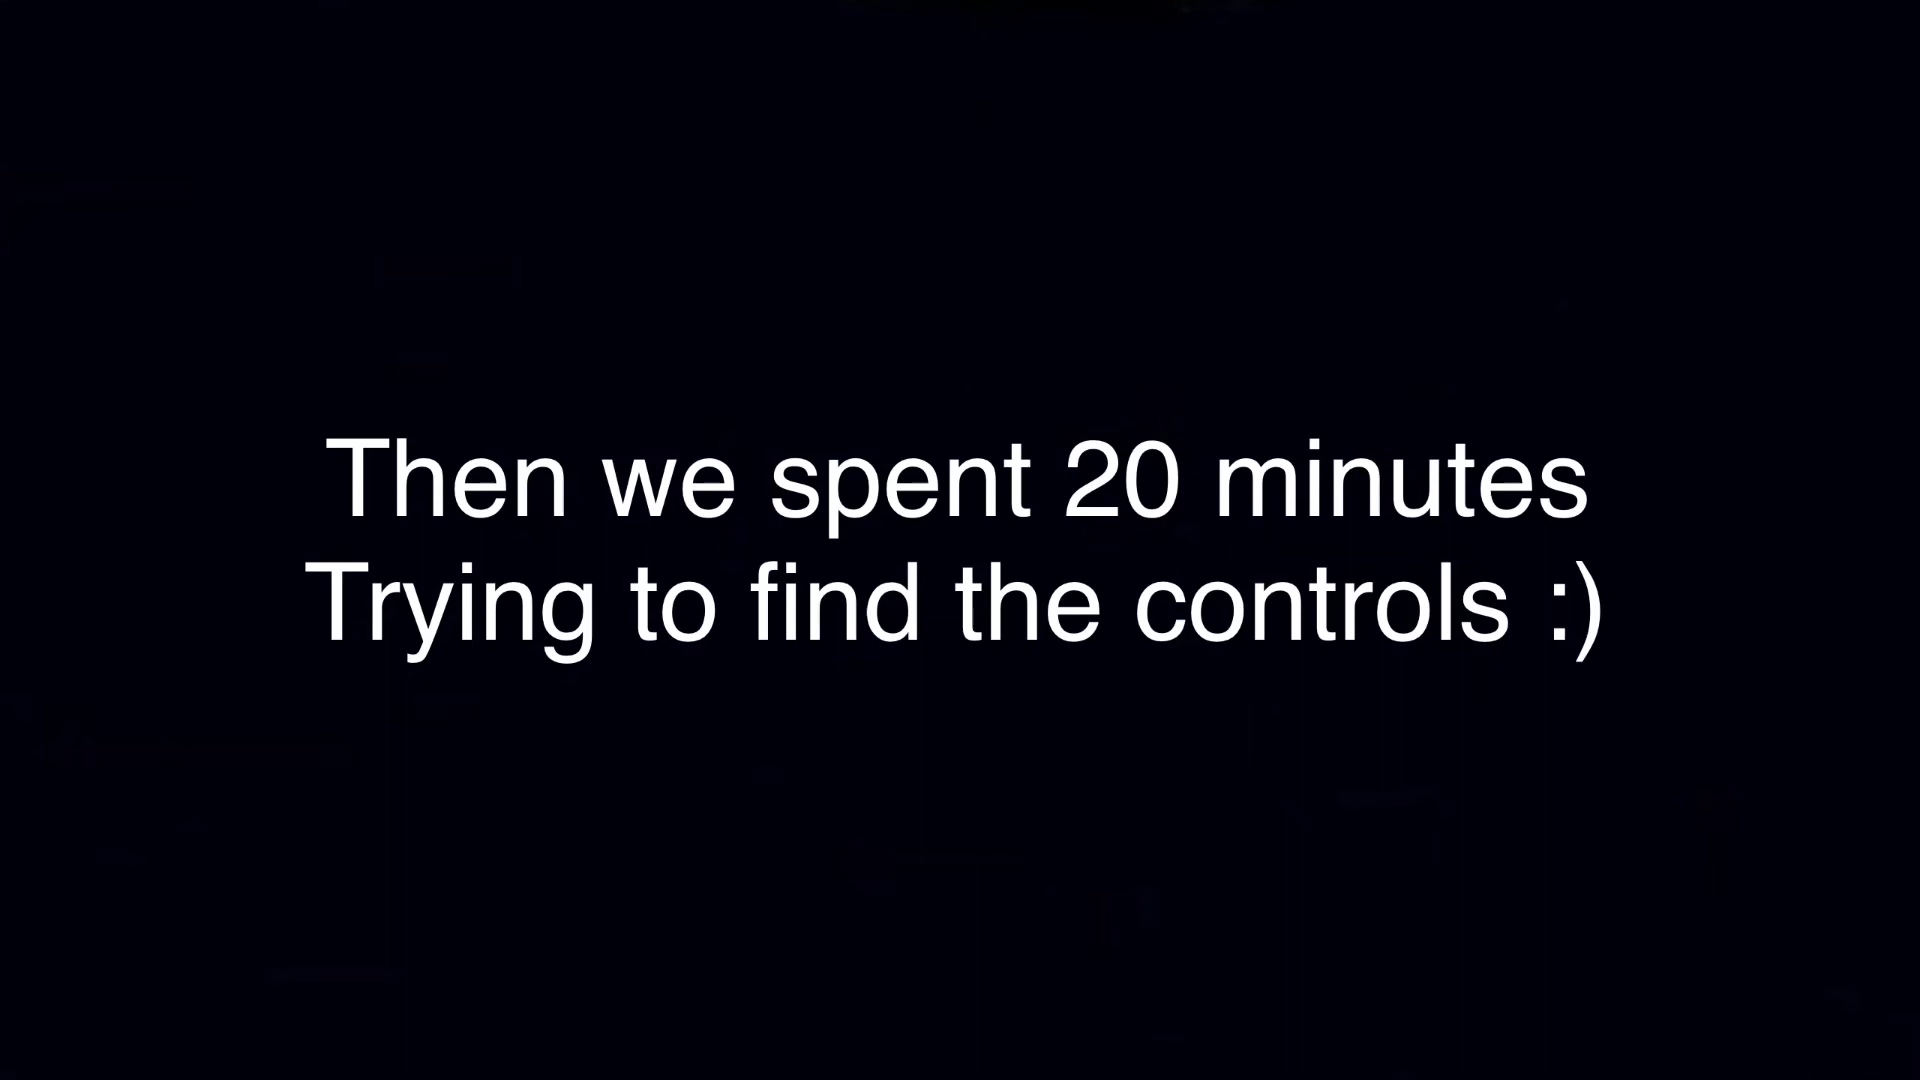 Then we spent 20 minutes
Trying to find the controls :)